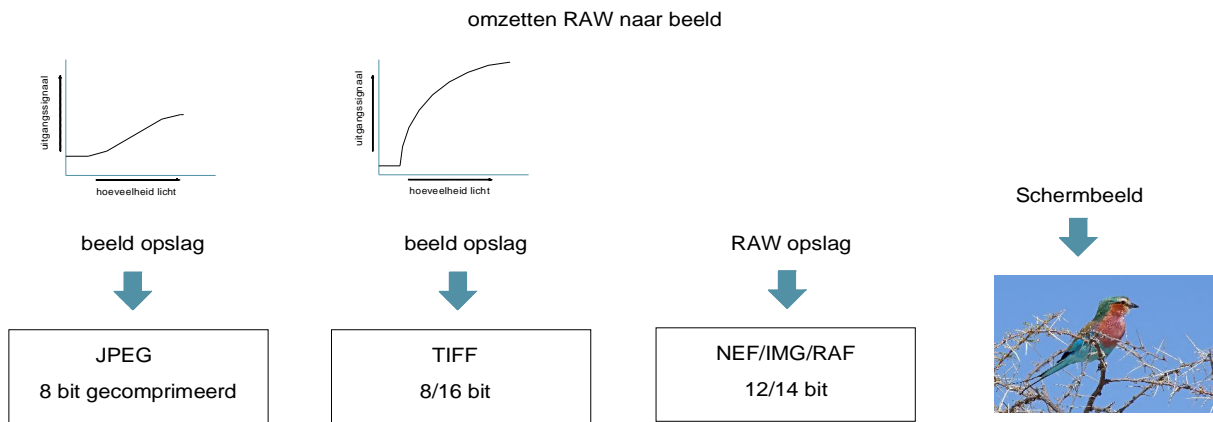 omzetten RAW naar beeld
uitgangssignaal
hoeveelheid licht
uitgangssignaal
hoeveelheid licht
beeld opslag
beeld opslag
RAW opslag
Schermbeeld
JPEG
8 bit gecomprimeerd
TIFF
8/16 bit
NEF/IMG/RAF
12/14 bit